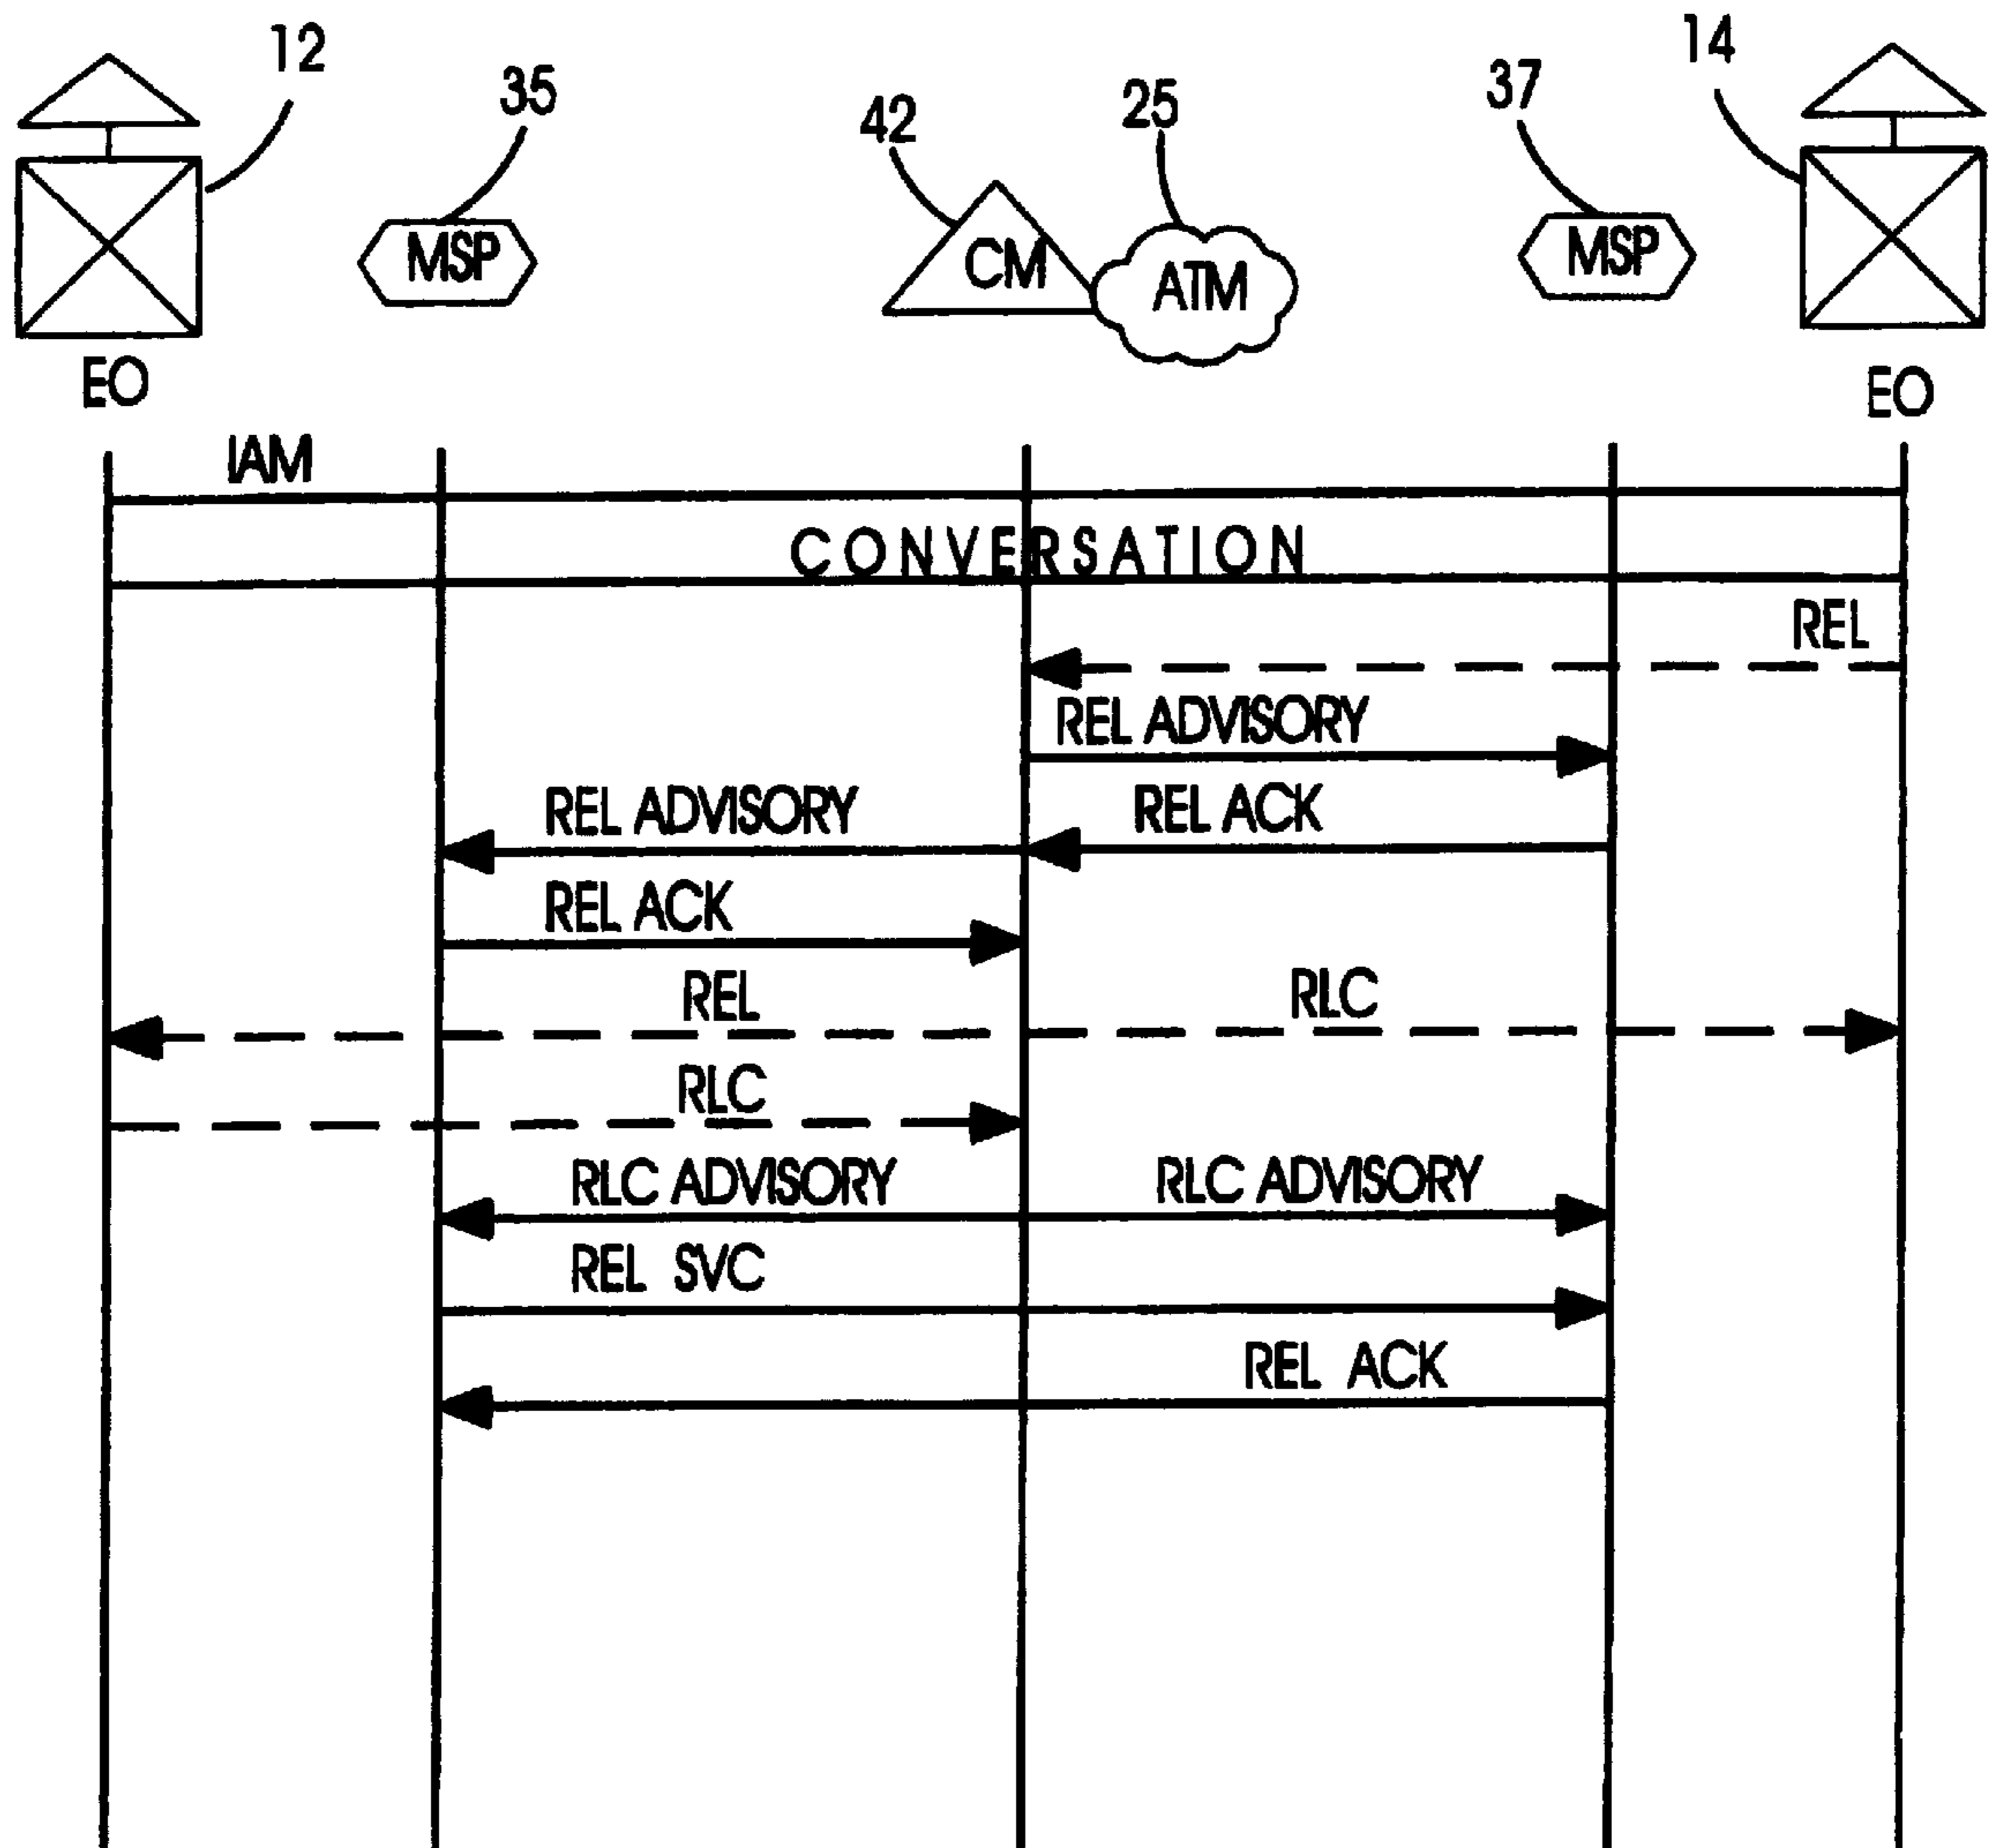 12
35
42
25
37
14
MSP
CM
ATM
MSP
EO
EO
IAM
CONVERSATION
REL
REL ADVISORY
REL ADVISORY
REL ACK
REL ACK
REL
RLC
RLC
RLC ADVISORY
RLC ADVISORY
REL SVC
REL ACK